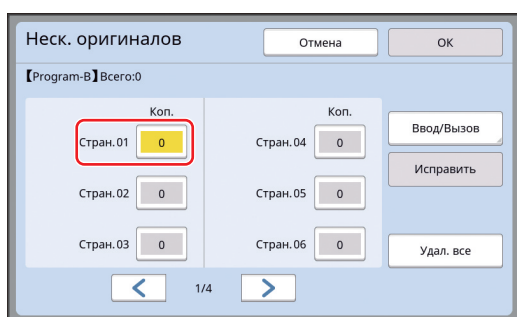 Неск. оригиналов
Отмена
ОК
【Program-B】Всего:0
Коп.
Стран.01 0
Стран.02 0
Стран.03 0
Коп.
Стран.04 0
Стран.05 0
Стран.06 0
Ввод/Вызов
Исправить
Удал. все
1/4